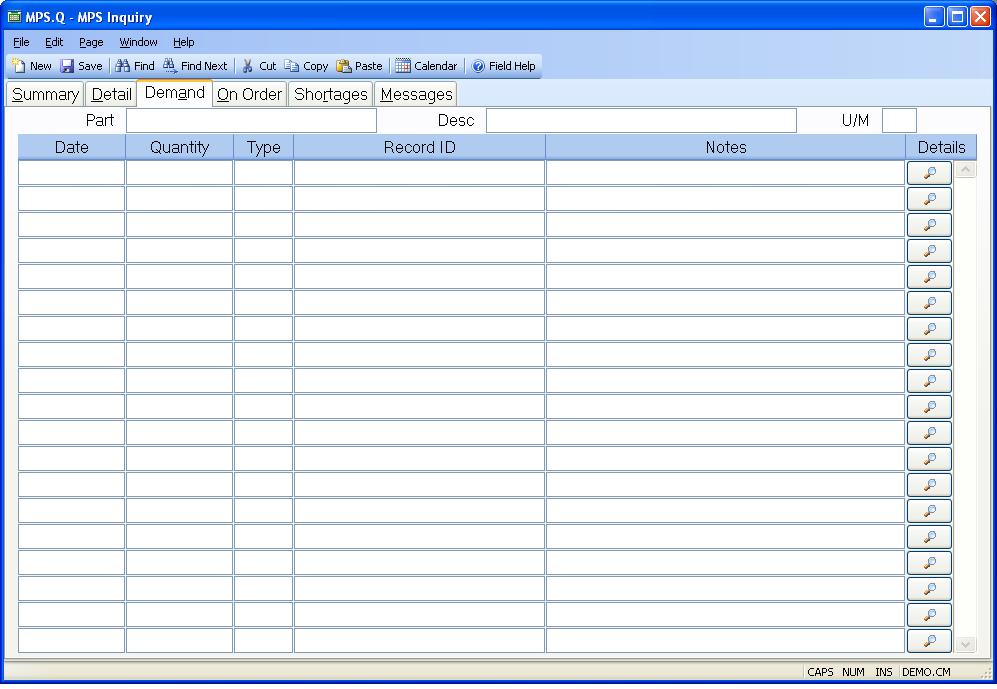 MPS.Q - MPS Inquiry
File Edit Page Window Help
New Save Find Find Next Cut Copy Paste Calendar Field Help
Summary Detail Demand On Order Shortages Messages
Part Desc U/M
Date Quantity Type Record ID Notes Details
CAPS NUM INS DEMO.CM